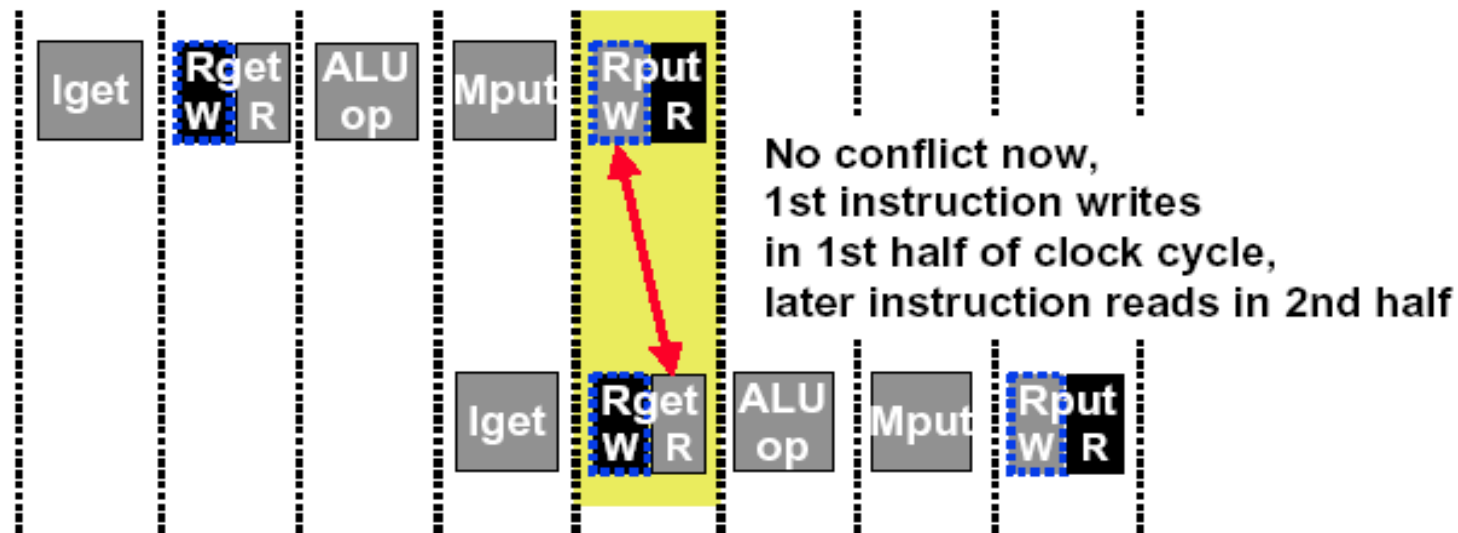 Iget
Rget
W R
ALU
op
Mput
Rput
W R
No conflict now,
1st instruction writes
in 1st half of clock cycle,
later instruction reads in 2nd half
Iget
Rget
W R
ALU
op
Mput
Rput
W R